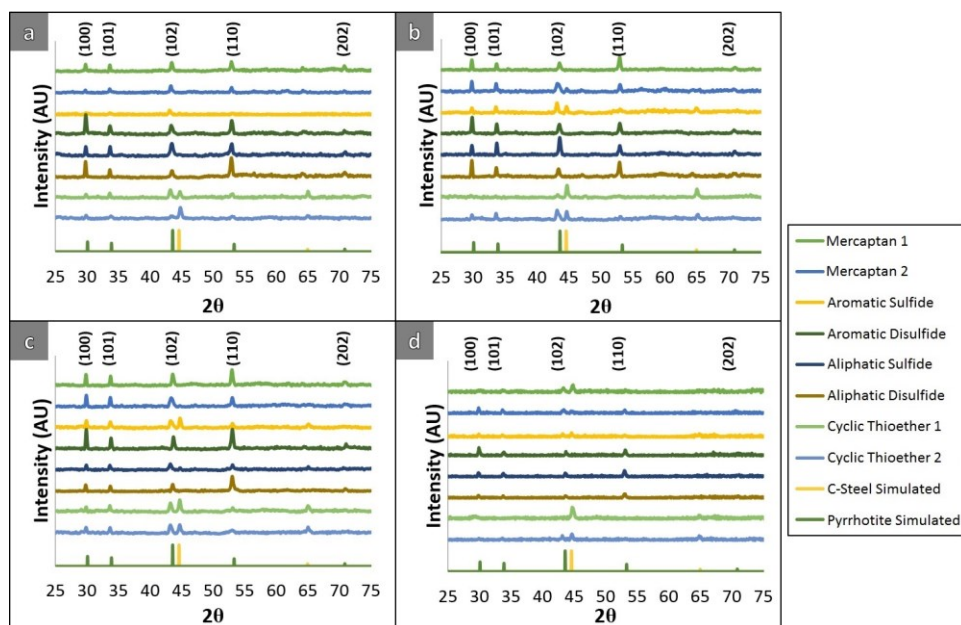 a
(100)
(101)
(102)
(110)
(202)
Intensity (AU)
25 30 35 40 45 50 55 60 65 70 75
2θ
b
(100)
(101)
(102)
(110)
(202)
Intensity (AU)
25 30 35 40 45 50 55 60 65 70 75
2θ
c
(100)
(101)
(102)
(110)
(202)
Intensity (AU)
25 30 35 40 45 50 55 60 65 70 75
2θ
d
(100)
(101)
(102)
(110)
(202)
Intensity (AU)
25 30 35 40 45 50 55 60 65 70 75
2θ
Mercaptan 1
Mercaptan 2
Aromatic Sulfide
Aromatic Disulfide
Aliphatic Sulfide
Aliphatic Disulfide
Cyclic Thioether 1
Cyclic Thioether 2
C-Steel Simulated
Pyrrhotite Simulated